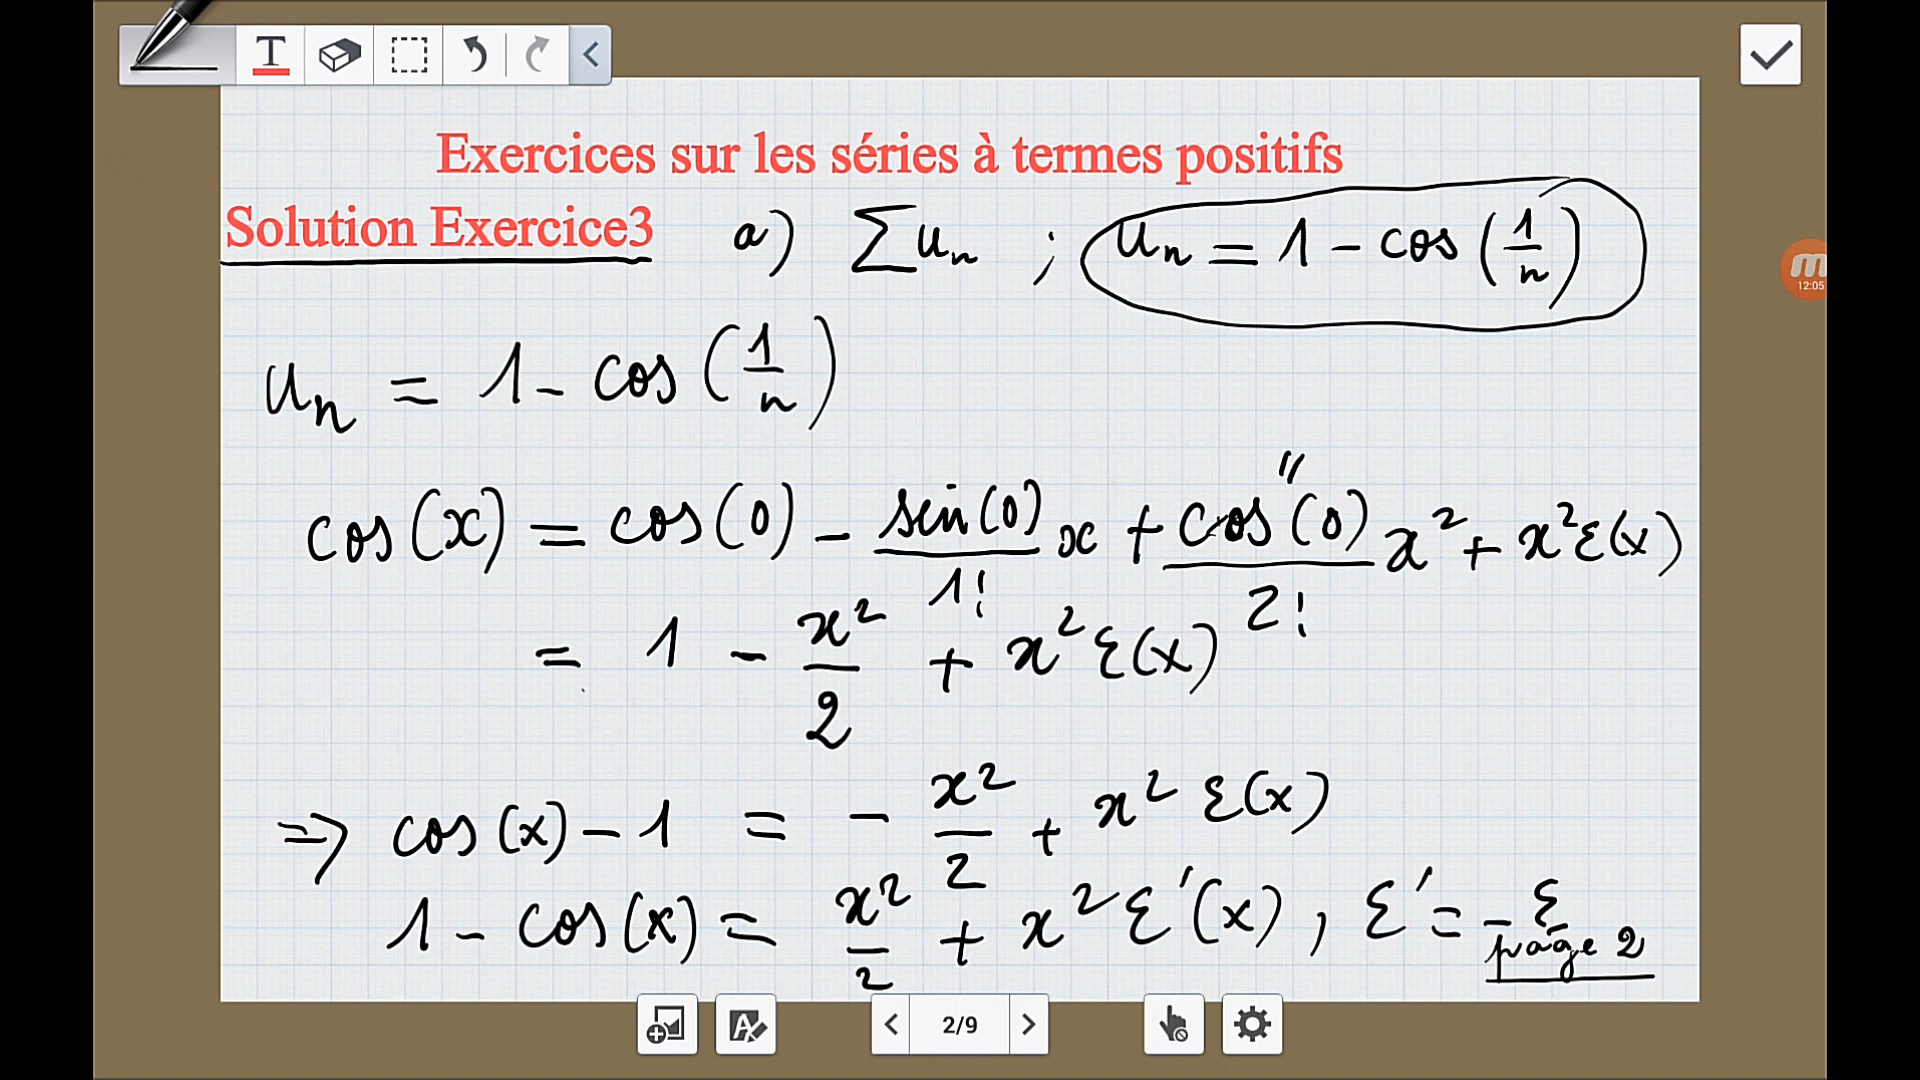 T
Exercices sur les séries à termes positifs
Solution Exercice3 a) ∑ uₙ ; uₙ = 1 - cos(1/n)
12:05
uₙ = 1 - cos(1/n)
cos(x) = cos(0) - sin(0)/1! x + cos''(0)/2! x² + x²ε(x)
= 1 - x²/2 + x²ε(x)
=> cos(x) - 1 = - x²/2 + x² ε(x)
1 - cos(x) = x²/2 + x²ε'(x), ε' = -ε
page 2
2/9